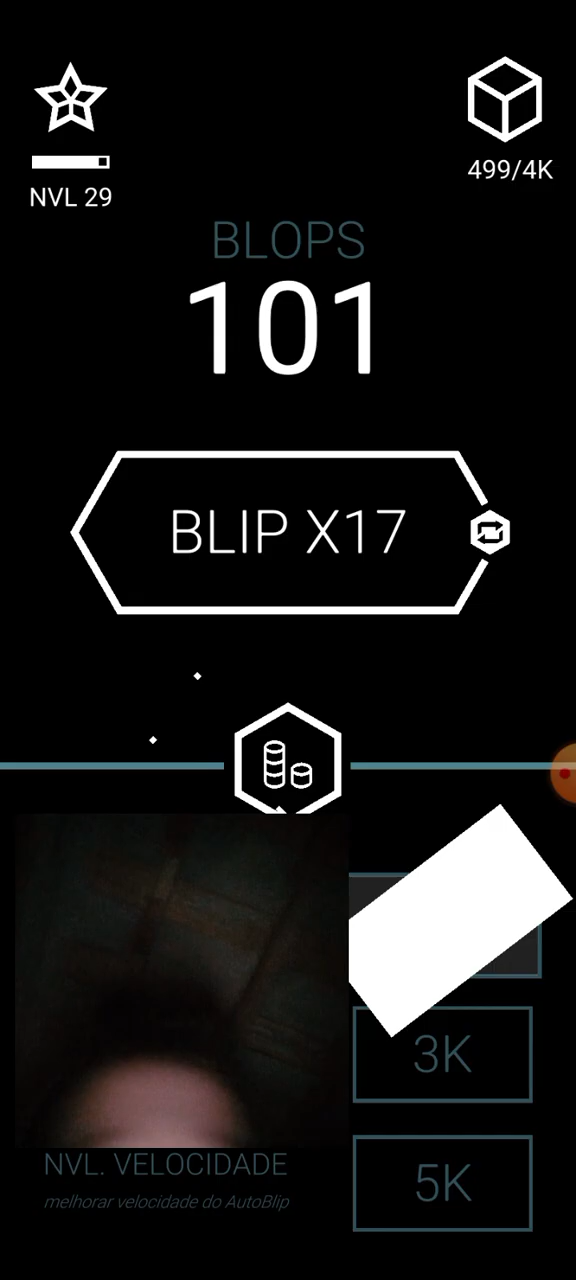 NVL 29
499/4K
BLOPS
101
BLIP X17
3K
NVL. VELOCIDADE
melhorar velocidade do AutoBlip
5K